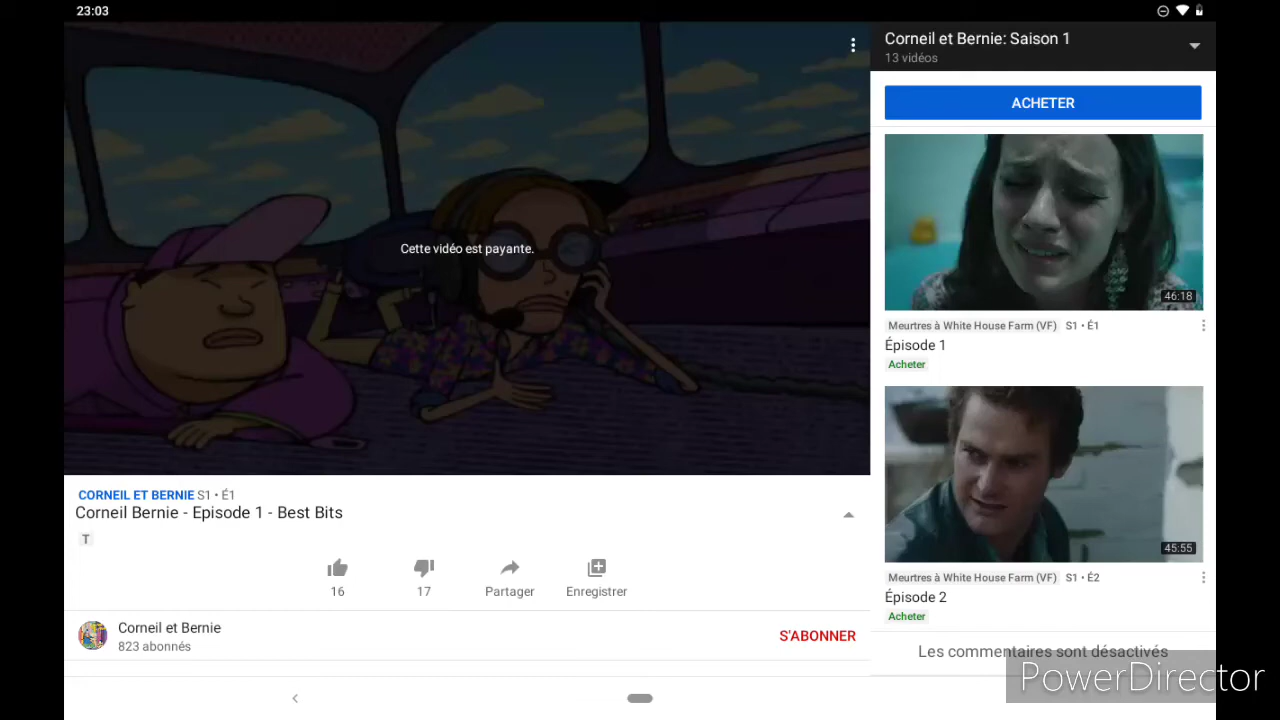 23:03
Cette vidéo est payante.
CORNEIL ET BERNIE S1 • É1
Corneil Bernie - Episode 1 - Best Bits
T
16
17
Partager
Enregistrer
Corneil et Bernie
823 abonnés
S'ABONNER
Corneil et Bernie: Saison 1
13 vidéos
ACHETER
46:18
Meurtres à White House Farm (VF) S1 • É1
Épisode 1
Acheter
45:55
Meurtres à White House Farm (VF) S1 • É2
Épisode 2
Acheter
Les commentaires sont désactivés
PowerDirector